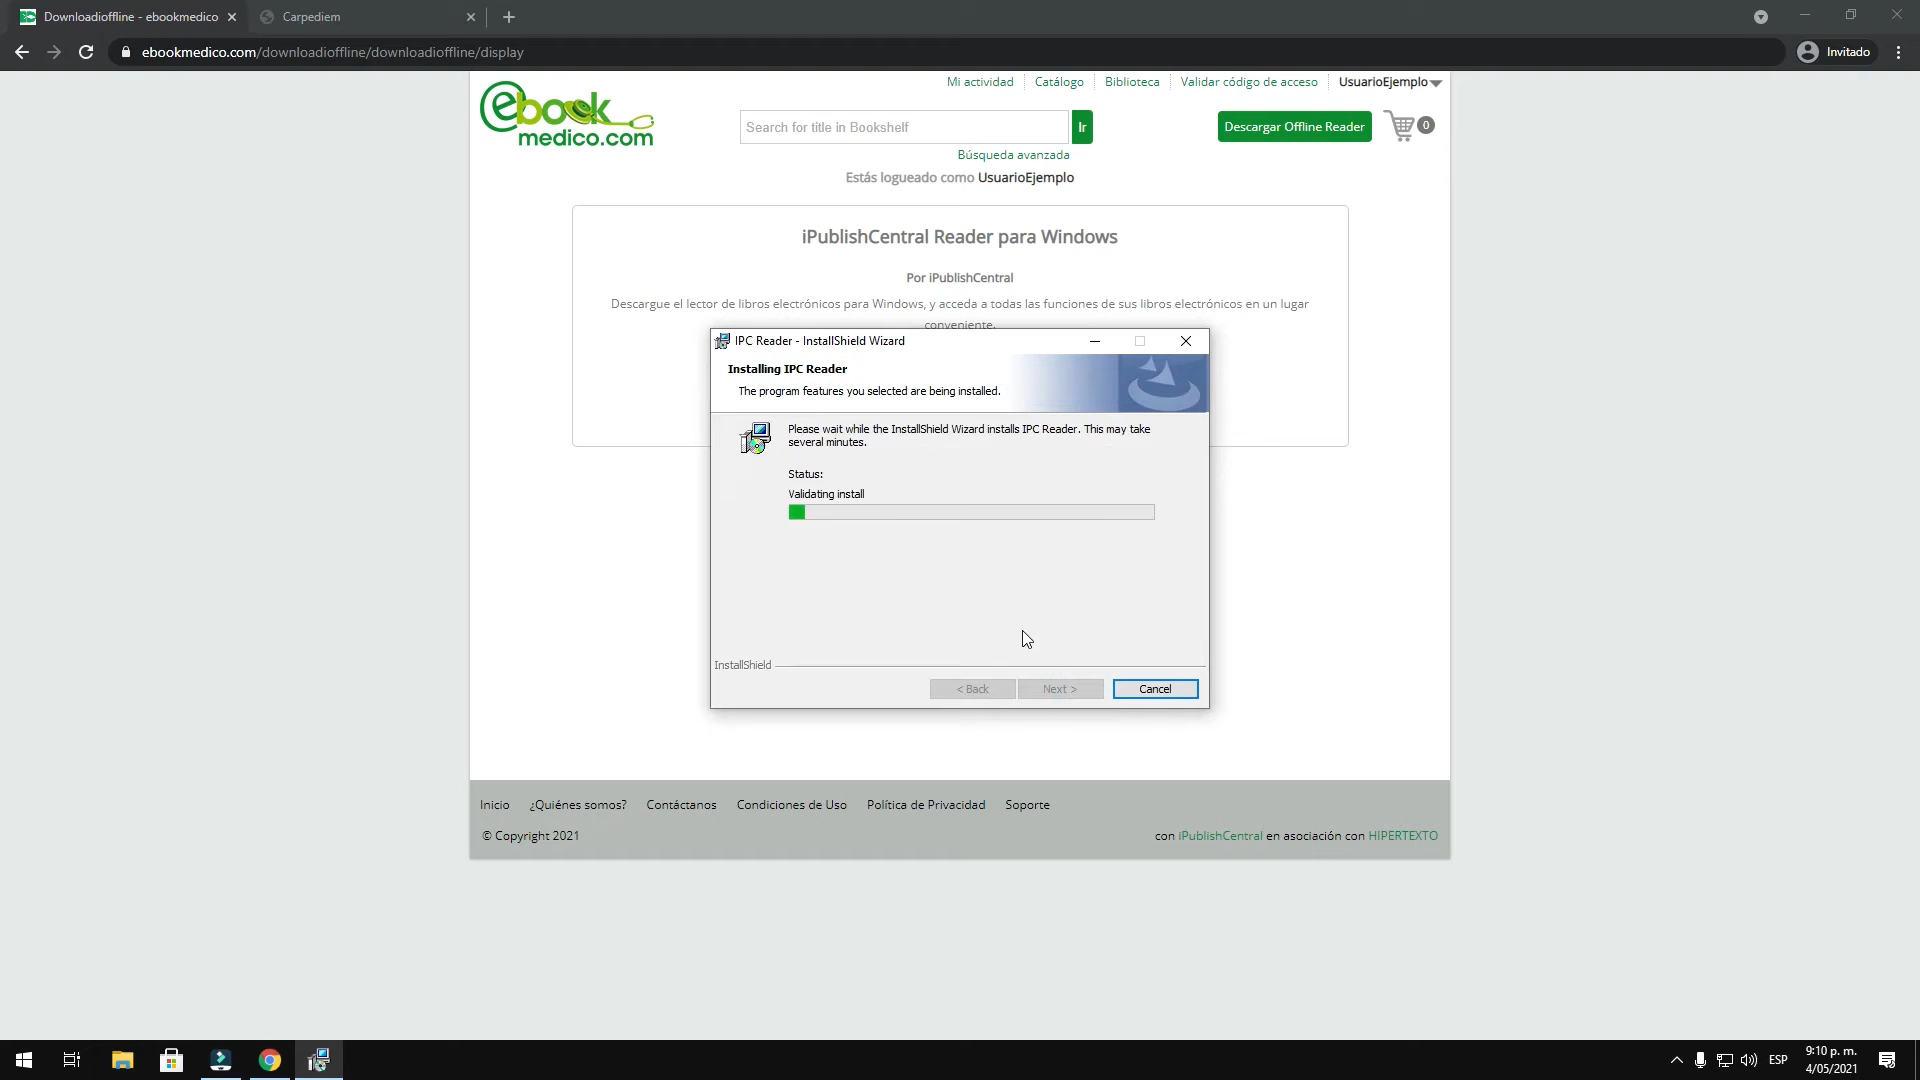 Downloadioffline - ebookmedico
Carpediem
ebookmedico.com/downloadioffline/downloadioffline/display
Invitado
Mi actividad
Catálogo
Biblioteca
Validar código de acceso
UsuarioEjemplo
ebook
medico.com
Search for title in Bookshelf
Ir
Descargar Offline Reader
0
Búsqueda avanzada
Estás logueado como UsuarioEjemplo
iPublishCentral Reader para Windows
Por iPublishCentral
Descargue el lector de libros electrónicos para Windows, y acceda a todas las funciones de sus libros electrónicos en un lugar
conveniente.
IPC Reader - InstallShield Wizard
Installing IPC Reader
The program features you selected are being installed.
Please wait while the InstallShield Wizard installs IPC Reader. This may take
several minutes.
Status:
Validating install
InstallShield
< Back
Next >
Cancel
Inicio
¿Quiénes somos?
Contáctanos
Condiciones de Uso
Política de Privacidad
Soporte
© Copyright 2021
con iPublishCentral en asociación con HIPERTEXTO
ESP
9:10 p. m.
4/05/2021